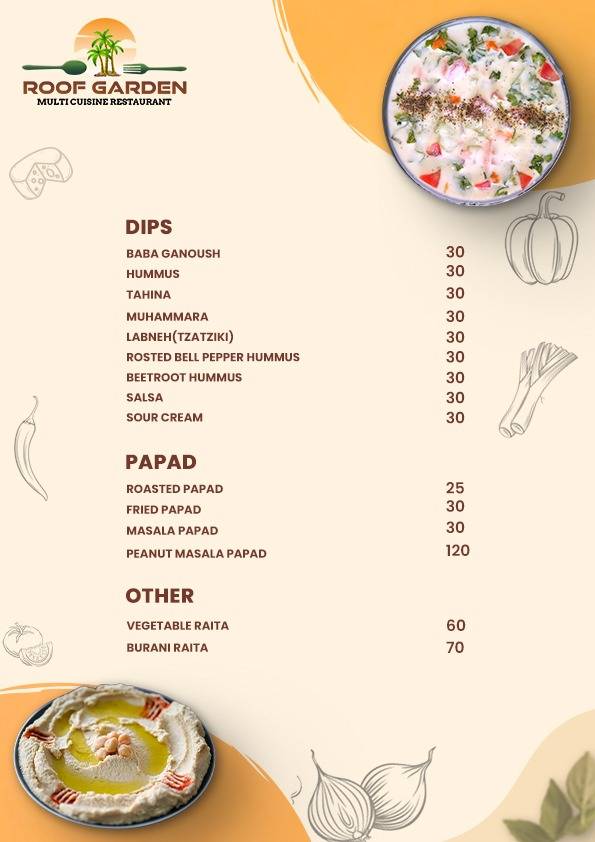 ROOF GARDEN
MULTI CUISINE RESTAURANT
DIPS
BABA GANOUSH 30
HUMMUS 30
TAHINA 30
MUHAMMARA 30
LABNEH(TZATZIKI) 30
ROSTED BELL PEPPER HUMMUS 30
BEETROOT HUMMUS 30
SALSA 30
SOUR CREAM 30
PAPAD
ROASTED PAPAD 25
FRIED PAPAD 30
MASALA PAPAD 30
PEANUT MASALA PAPAD 120
OTHER
VEGETABLE RAITA 60
BURANI RAITA 70